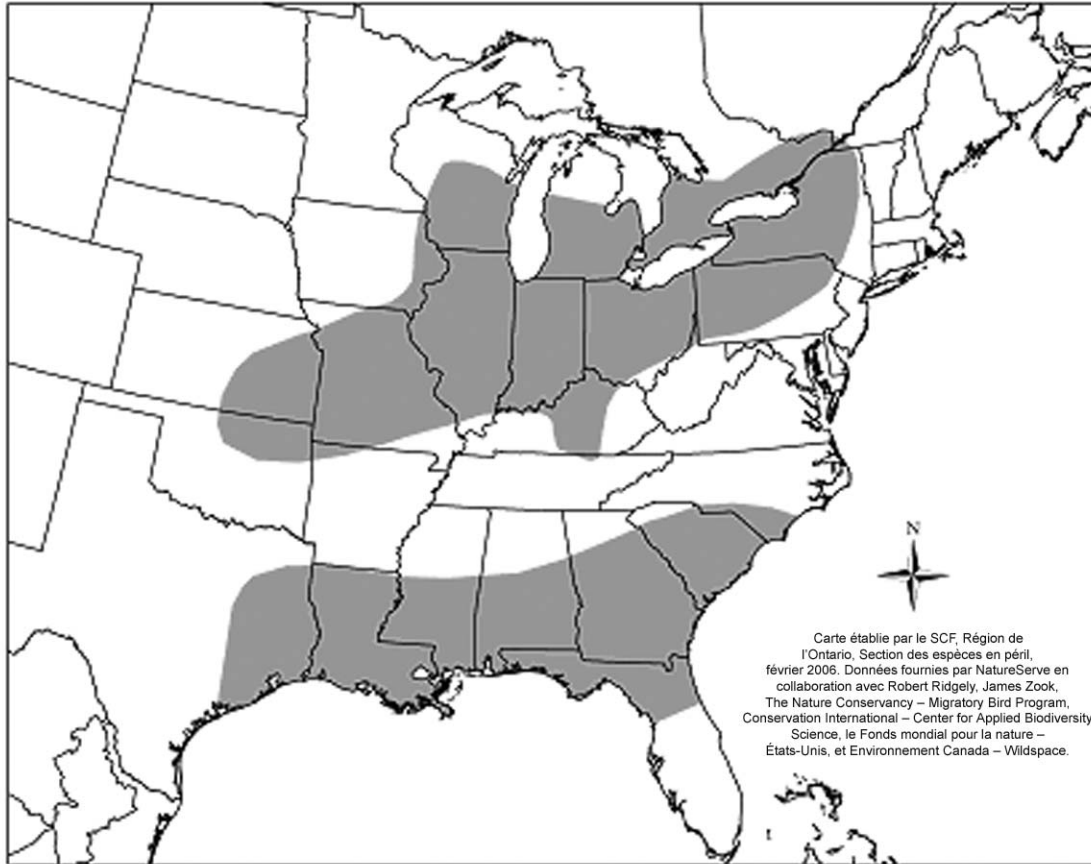 N
Carte établie par le SCF, Région de
l'Ontario, Section des espèces en péril,
février 2006. Données fournies par NatureServe en
collaboration avec Robert Ridgely, James Zook,
The Nature Conservancy – Migratory Bird Program,
Conservation International – Center for Applied Biodiversity
Science, le Fonds mondial pour la nature –
États-Unis, et Environnement Canada – Wildspace.